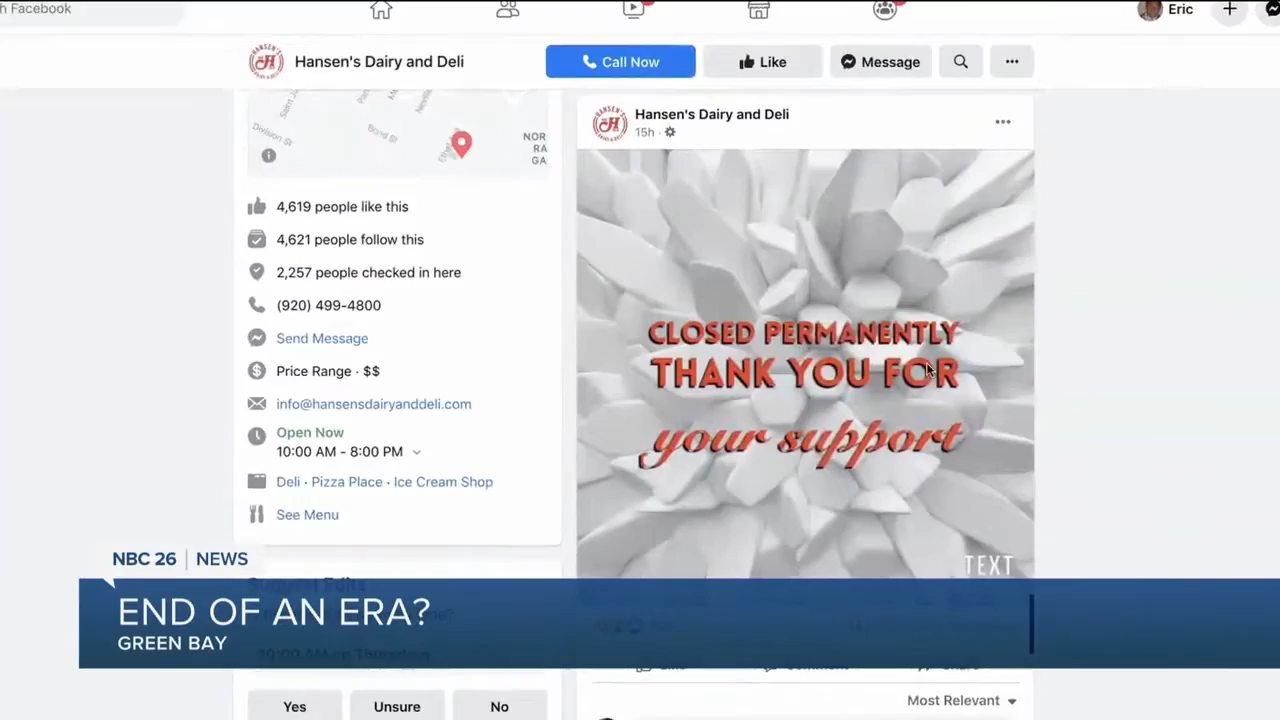 h Facebook
Eric
Hansen's Dairy and Deli
Call Now
Like
Message
Division St
Bond St
NOR
RA
GA
4,619 people like this
4,621 people follow this
2,257 people checked in here
(920) 499-4800
Send Message
Price Range · $$
info@hansensdairyanddeli.com
Open Now
10:00 AM - 8:00 PM
Deli · Pizza Place · Ice Cream Shop
See Menu
Hansen's Dairy and Deli
15h
CLOSED PERMANENTLY
THANK YOU FOR
your support
TEXT
NBC 26 | NEWS
END OF AN ERA?
GREEN BAY
Yes
Unsure
No
Most Relevant